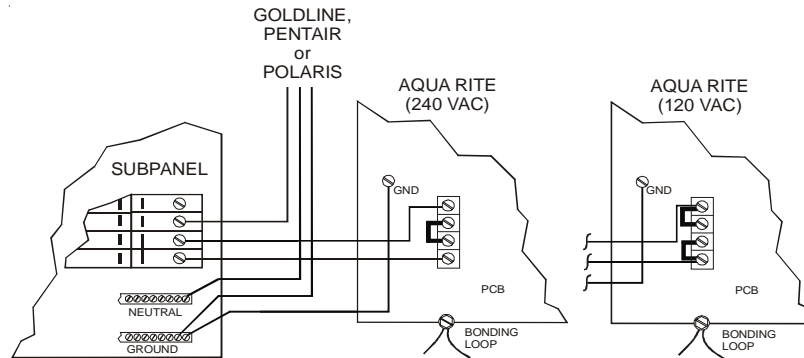 GOLDLINE,
PENTAIR
or
POLARIS
AQUA RITE
(240 VAC)
AQUA RITE
(120 VAC)
SUBPANEL
GND
GND
PCB
PCB
NEUTRAL
GROUND
BONDING
LOOP
BONDING
LOOP